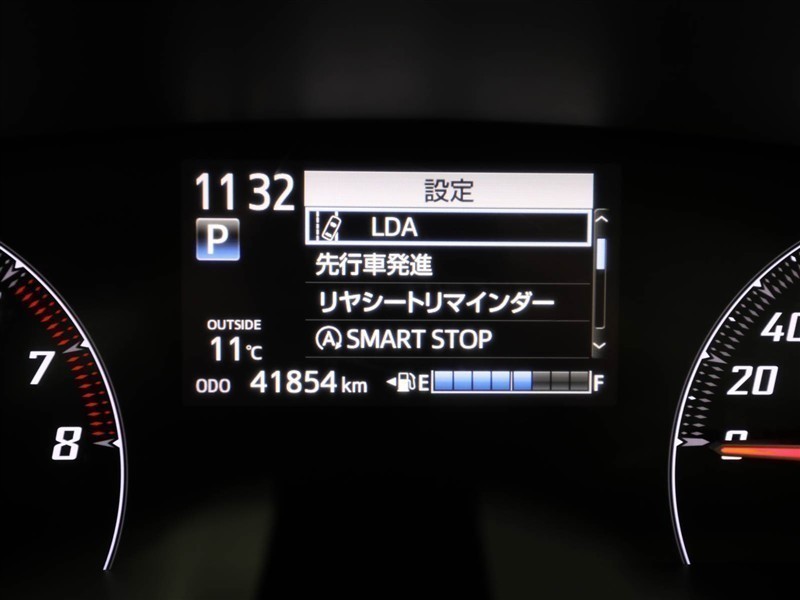 11 32
設定
P
LDA
先行車発進
リヤシートリマインダー
SMART STOP
OUTSIDE
11℃
ODO 41854 km
E F
7
8
40
20
0